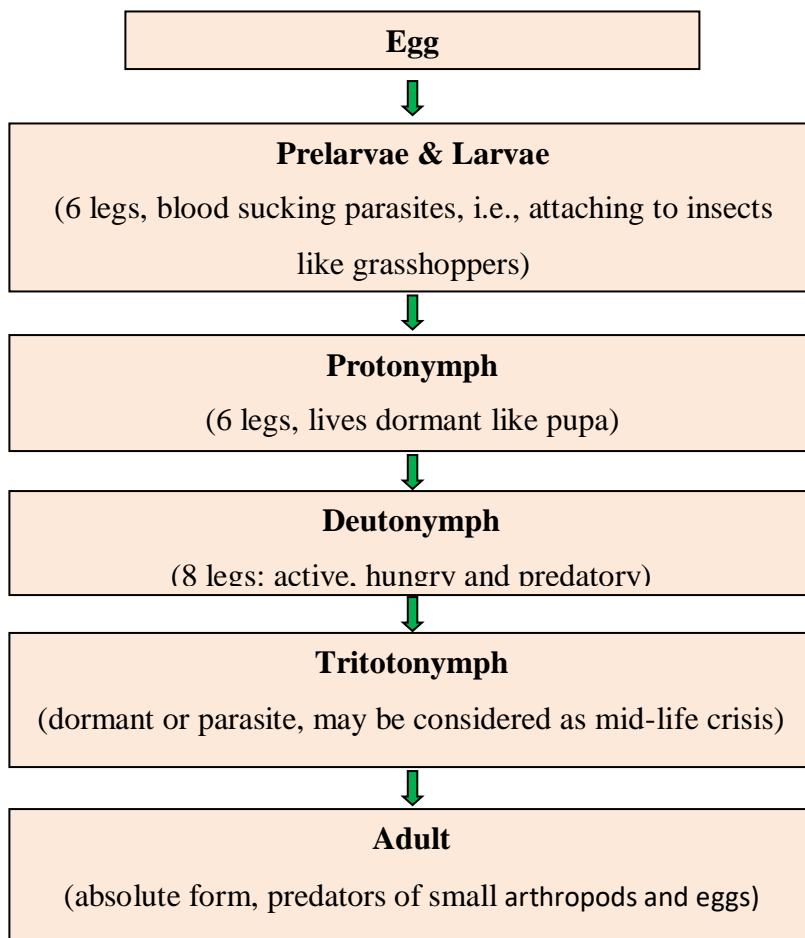 Egg
Prelarvae & Larvae
(6 legs, blood sucking parasites, i.e., attaching to insects
like grasshoppers)
Protonymph
(6 legs, lives dormant like pupa)
Deutonymph
(8 legs; active, hungry and predatory)
Tritotonymph
(dormant or parasite, may be considered as mid-life crisis)
Adult
(absolute form, predators of small arthropods and eggs)